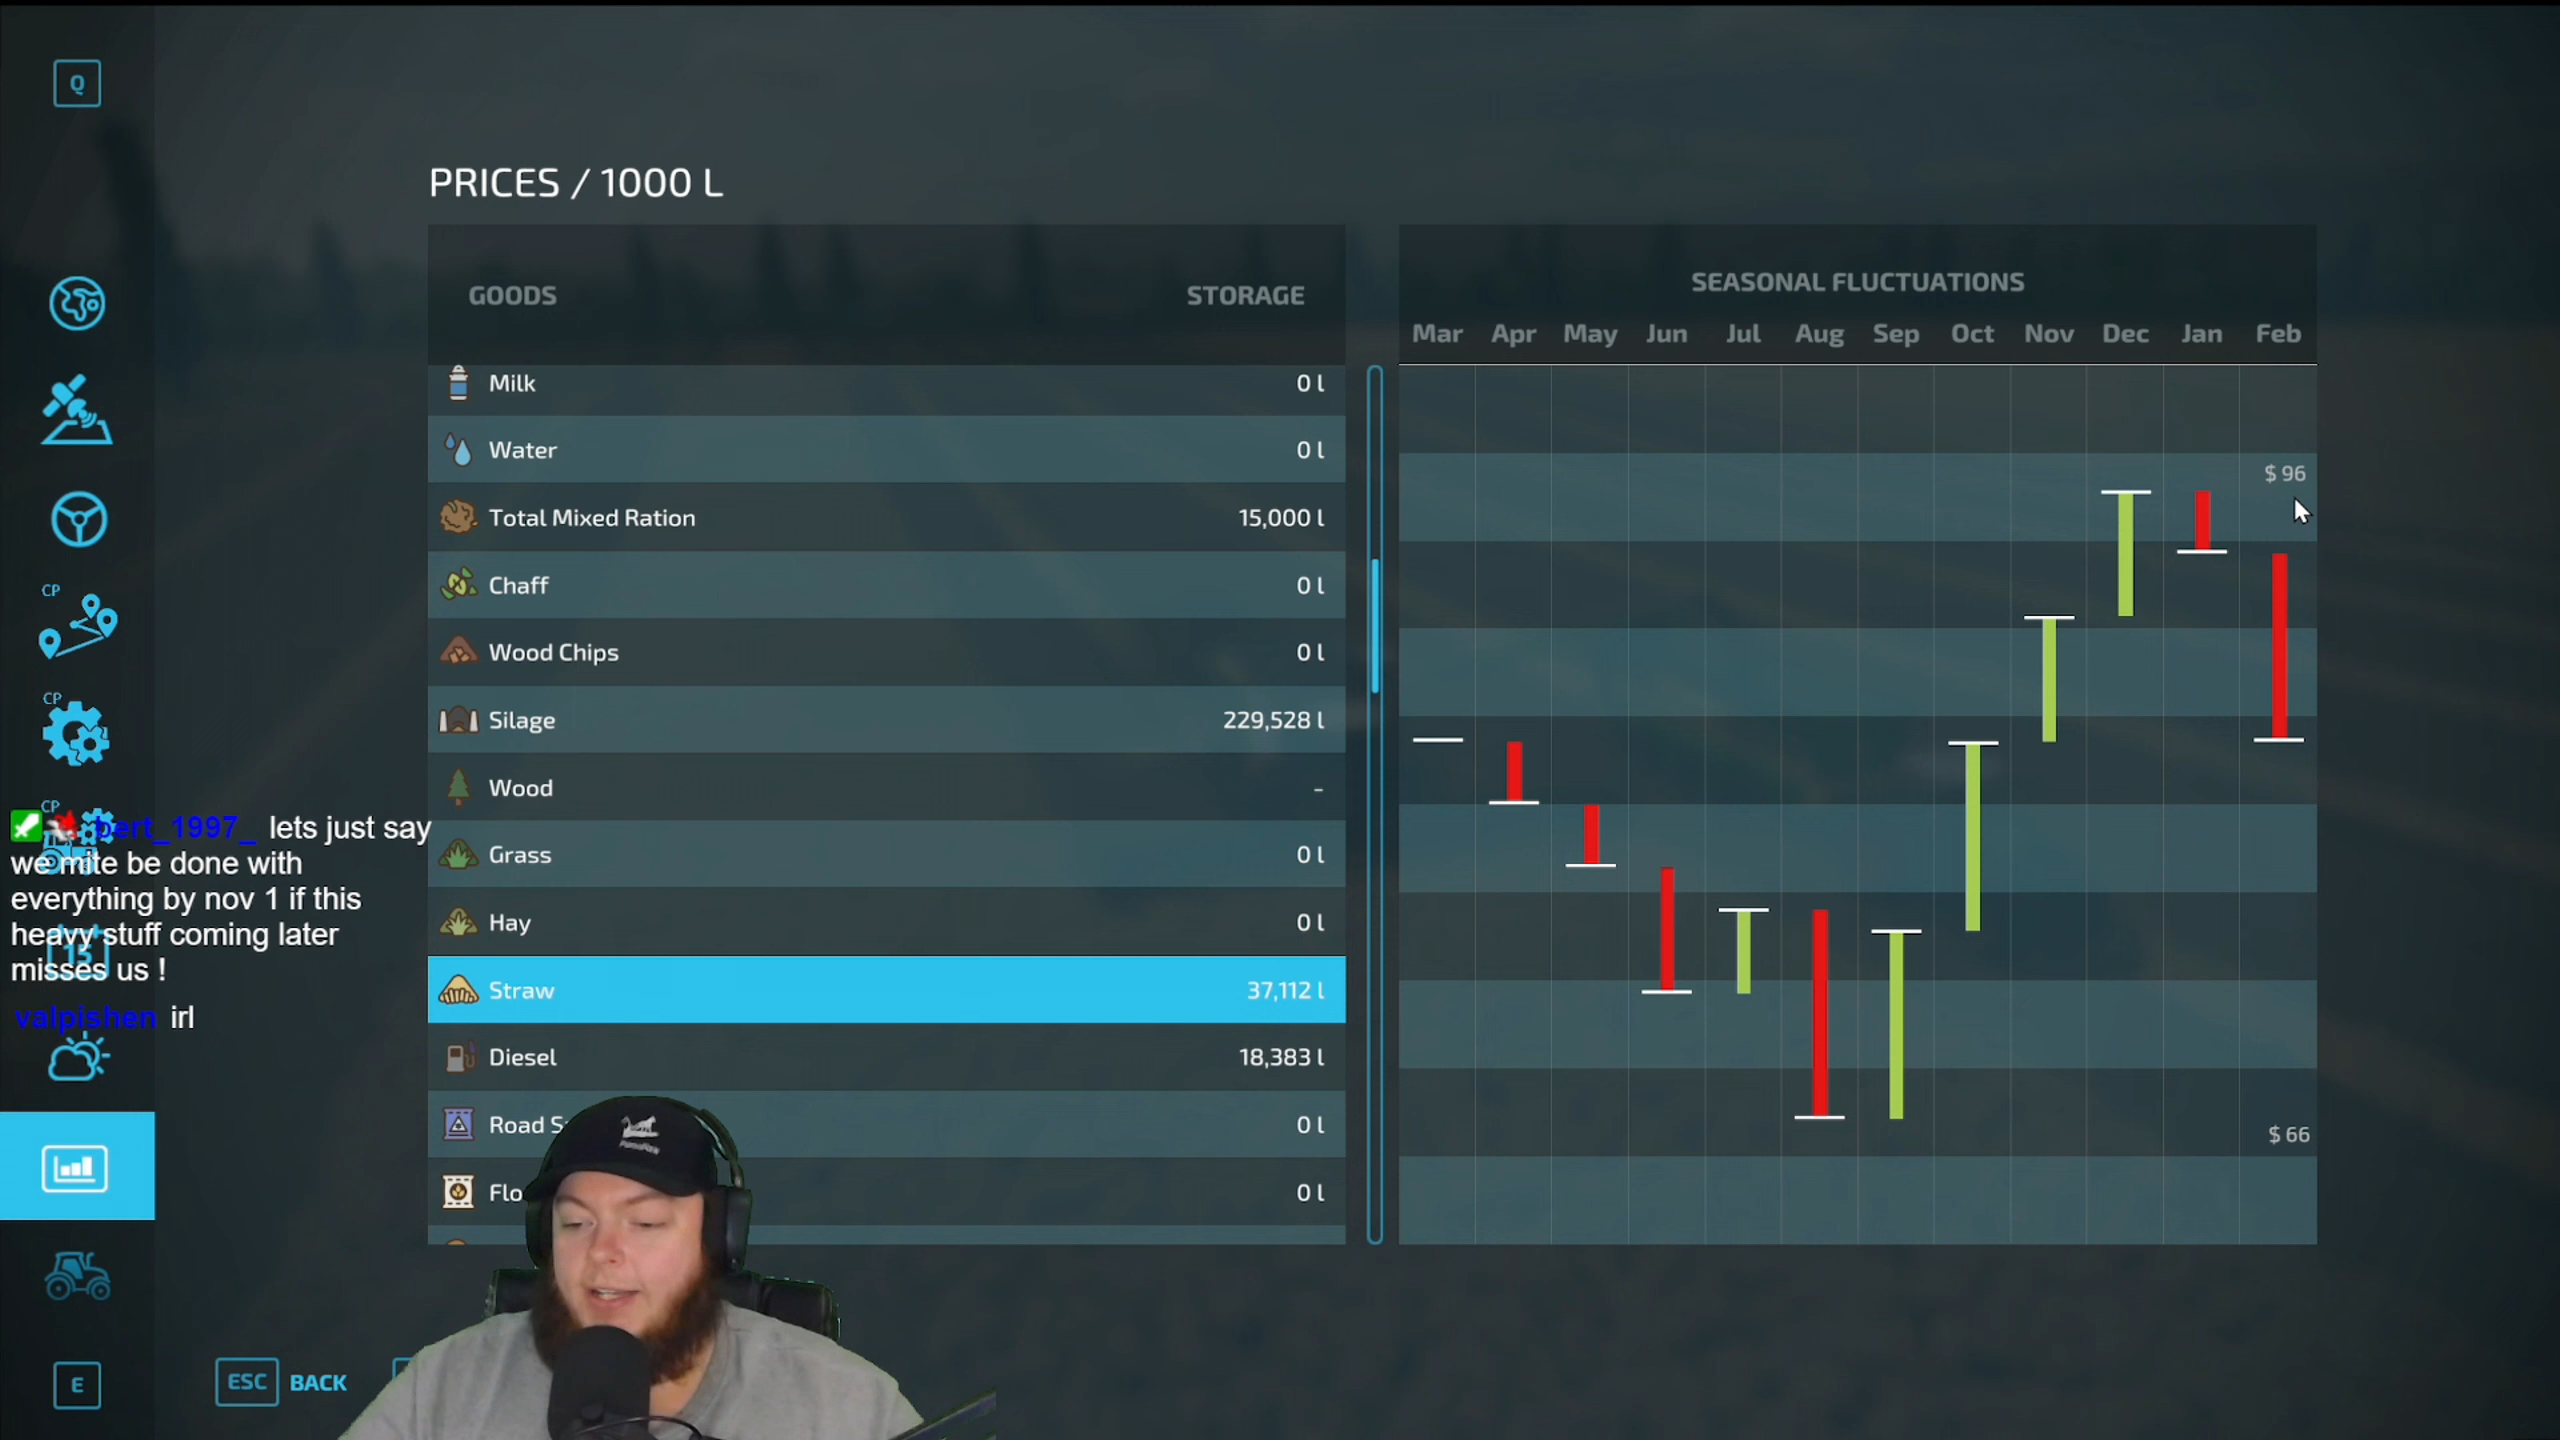 Q
PRICES / 1000 L
GOODS STORAGE
SEASONAL FLUCTUATIONS
Mar Apr May Jun Jul Aug Sep Oct Nov Dec Jan Feb
Milk 0 l
Water 0 l
$ 96
Total Mixed Ration 15,000 l
Chaff 0 l
CP
Wood Chips 0 l
CP
Silage 229,528 l
Wood -
CP
bert_1997_ lets just say
we mite be done with
everything by nov 1 if this
heavy stuff coming later
misses us !
15
valpishen irl
Grass 0 l
Hay 0 l
Straw 37,112 l
Diesel 18,383 l
Road S 0 l
$ 66
Flo 0 l
E
ESC BACK